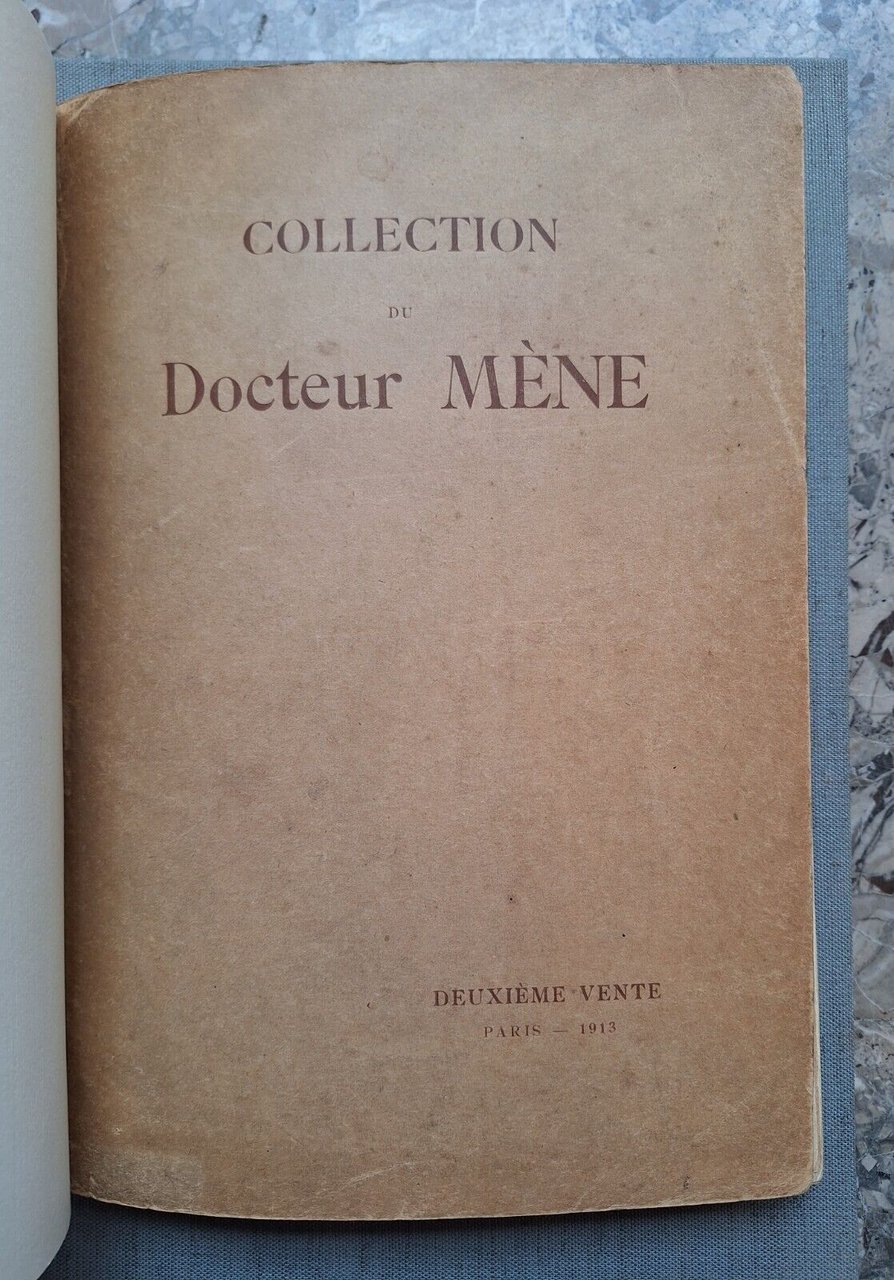 COLLECTION
DU
Docteur MÈNE
DEUXIÈME VENTE
PARIS — 1913